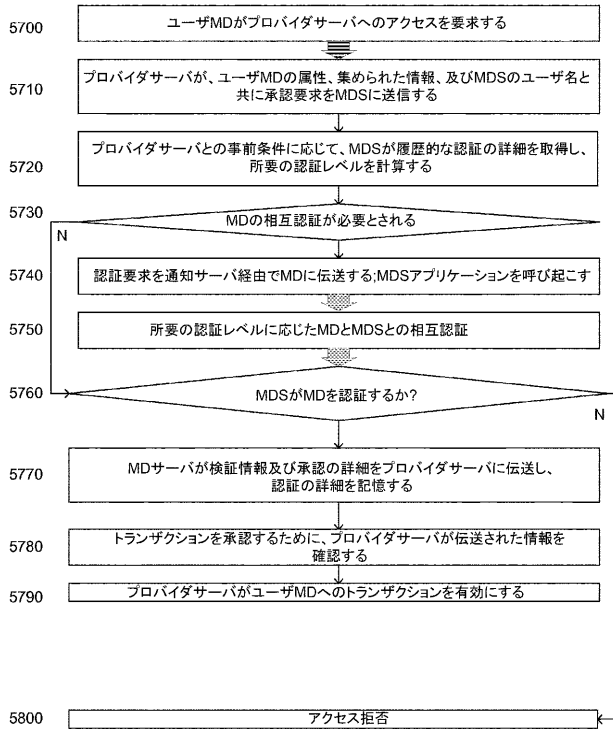 5700 ユーザMDがプロバイダサーバへのアクセスを要求する
5710 プロバイダサーバが、ユーザMDの属性、集められた情報、及びMDSのユーザ名と
共に承認要求をMDSに送信する
5720 プロバイダサーバとの事前条件に応じて、MDSが履歴的な認証の詳細を取得し、
所要の認証レベルを計算する
5730 MDの相互認証が必要とされる
N
5740 認証要求を通知サーバ経由でMDに伝送する;MDSアプリケーションを呼び起こす
5750 所要の認証レベルに応じたMDとMDSとの相互認証
5760 MDSがMDを認証するか?
N
5770 MDサーバが検証情報及び承認の詳細をプロバイダサーバに伝送し、
認証の詳細を記憶する
5780 トランザクションを承認するために、プロバイダサーバが伝送された情報を
確認する
5790 プロバイダサーバがユーザMDへのトランザクションを有効にする
5800 アクセス拒否